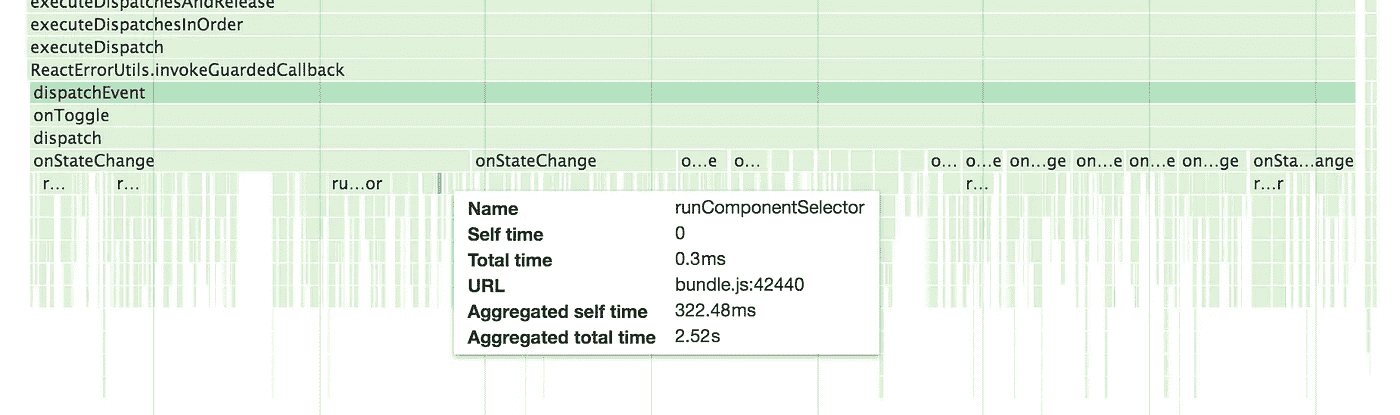 executeDispatchesAndRelease
executeDispatchesInOrder
executeDispatch
ReactErrorUtils.invokeGuardedCallback
dispatchEvent
onToggle
dispatch
onStateChange onStateChange o...e o... o... o...e on...ge on...e on...e on...ge onSta...ange
r... r... ru...or r... r...r
Name runComponentSelector
Self time 0
Total time 0.3ms
URL bundle.js:42440
Aggregated self time 322.48ms
Aggregated total time 2.52s